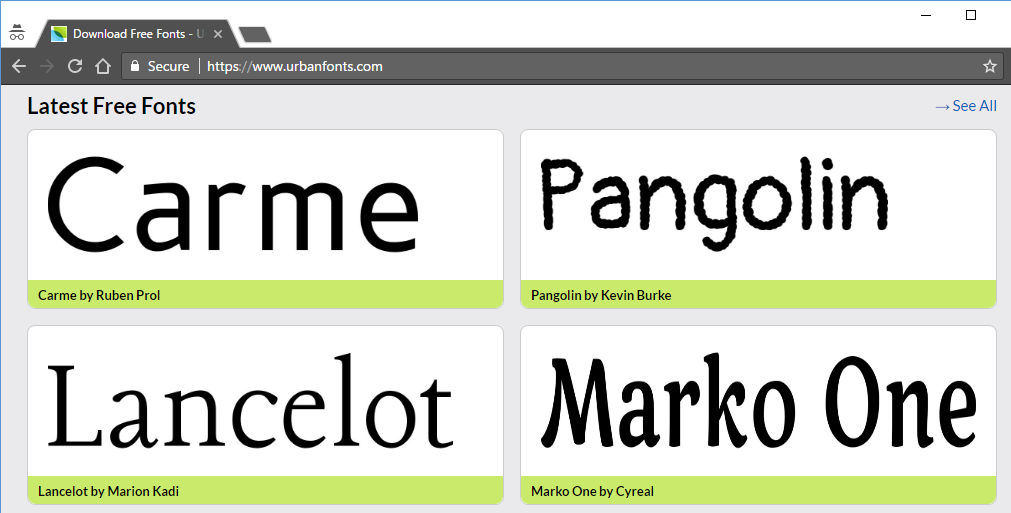 Download Free Fonts - U
Secure https://www.urbanfonts.com
Latest Free Fonts → See All
Carme
Carme by Ruben Prol
Pangolin
Pangolin by Kevin Burke
Lancelot
Lancelot by Marion Kadi
Marko One
Marko One by Cyreal